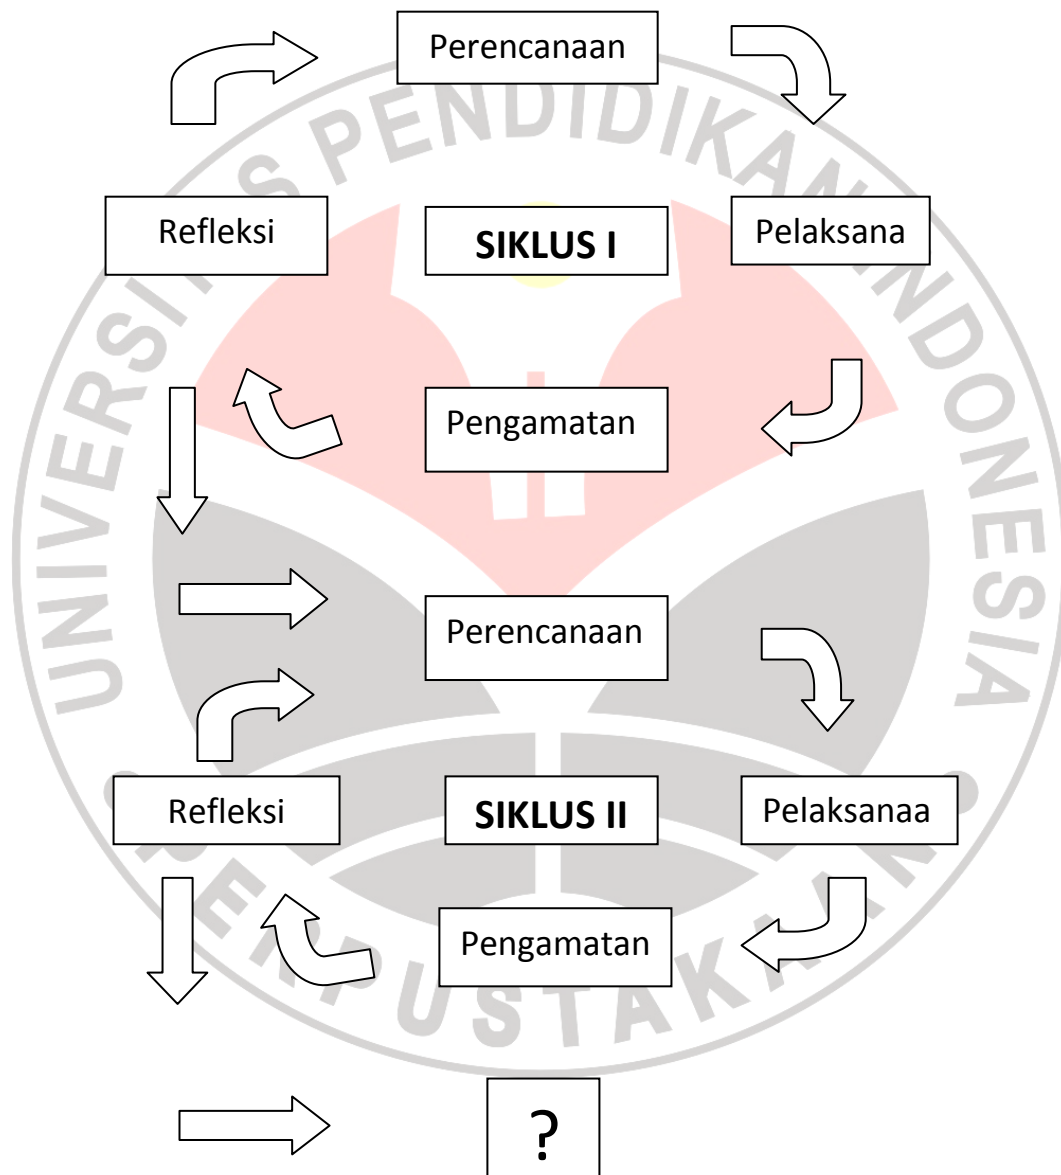 Perencanaan
Refleksi
SIKLUS I
Pelaksana
Pengamatan
Perencanaan
Refleksi
SIKLUS II
Pelaksanaa
Pengamatan
?
UNIVERSITAS PENDIDIKAN INDONESIA
PERPUSTAKAAN